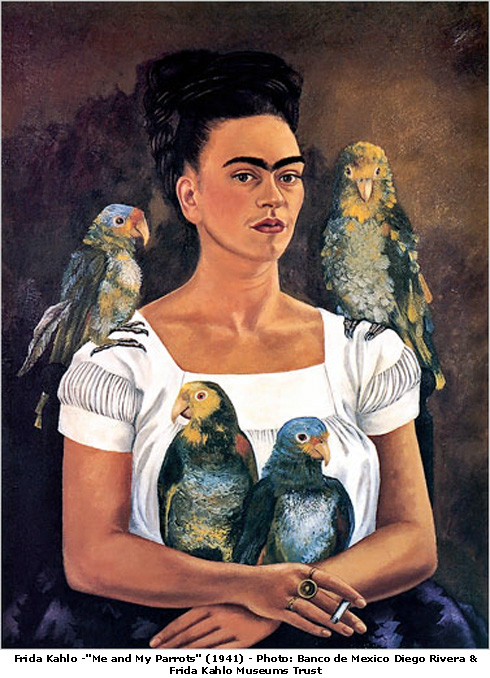 Frida Kahlo -"Me and My Parrots" (1941) - Photo: Banco de Mexico Diego Rivera &
Frida Kahlo Museums Trust